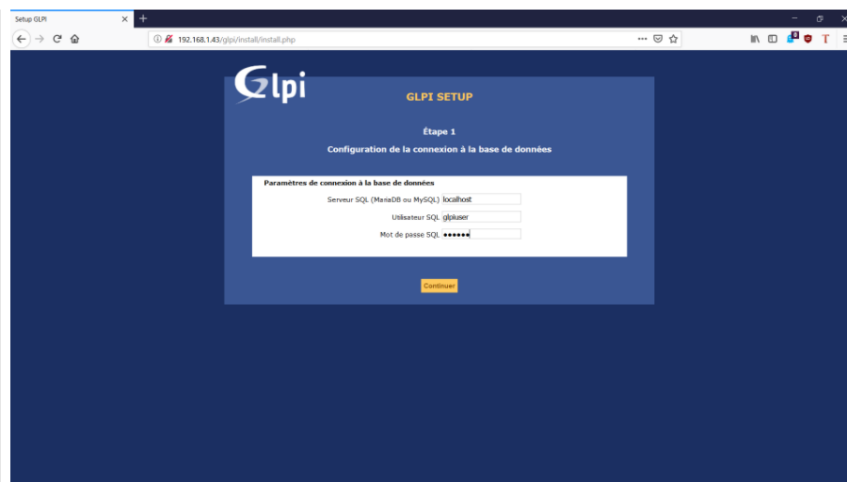 Setup GLPI
192.168.1.43/glpi/install/install.php
Glpi
GLPI SETUP
Étape 1
Configuration de la connexion à la base de données
Paramètres de connexion à la base de données
Serveur SQL (MariaDB ou MySQL) localhost
Utilisateur SQL glpiuser
Mot de passe SQL ••••••
Continuer